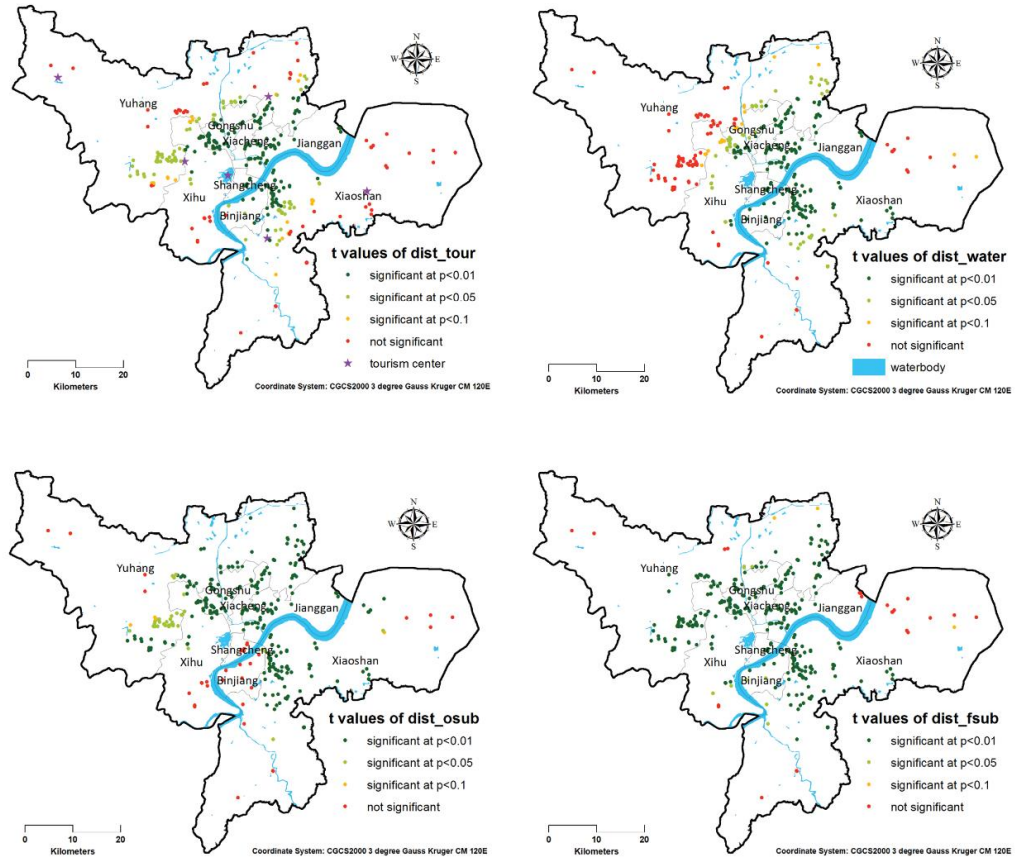 N
W E
S
Yuhang
Gongshu
Xiacheng
Jianggan
Shangcheng
Xihu
Xiaoshan
Binjiang
t values of dist_tour
significant at p<0.01
significant at p<0.05
significant at p<0.1
not significant
tourism center
0 10 20
Kilometers
Coordinate System: CGCS2000 3 degree Gauss Kruger CM 120E
N
W E
S
Yuhang
Gongshu
Xiacheng
Jianggan
Shangcheng
Xihu
Xiaoshan
Binjiang
t values of dist_water
significant at p<0.01
significant at p<0.05
significant at p<0.1
not significant
waterbody
0 10 20
Kilometers
Coordinate System: CGCS2000 3 degree Gauss Kruger CM 120E
N
W E
S
Yuhang
Gongshu
Xiacheng
Jianggan
Shangcheng
Xihu
Xiaoshan
Binjiang
t values of dist_osub
significant at p<0.01
significant at p<0.05
significant at p<0.1
not significant
0 10 20
Kilometers
Coordinate System: CGCS2000 3 degree Gauss Kruger CM 120E
N
W E
S
Yuhang
Gongshu
Xiacheng
Jianggan
Shangcheng
Xihu
Xiaoshan
Binjiang
t values of dist_fsub
significant at p<0.01
significant at p<0.05
significant at p<0.1
not significant
0 10 20
Kilometers
Coordinate System: CGCS2000 3 degree Gauss Kruger CM 120E